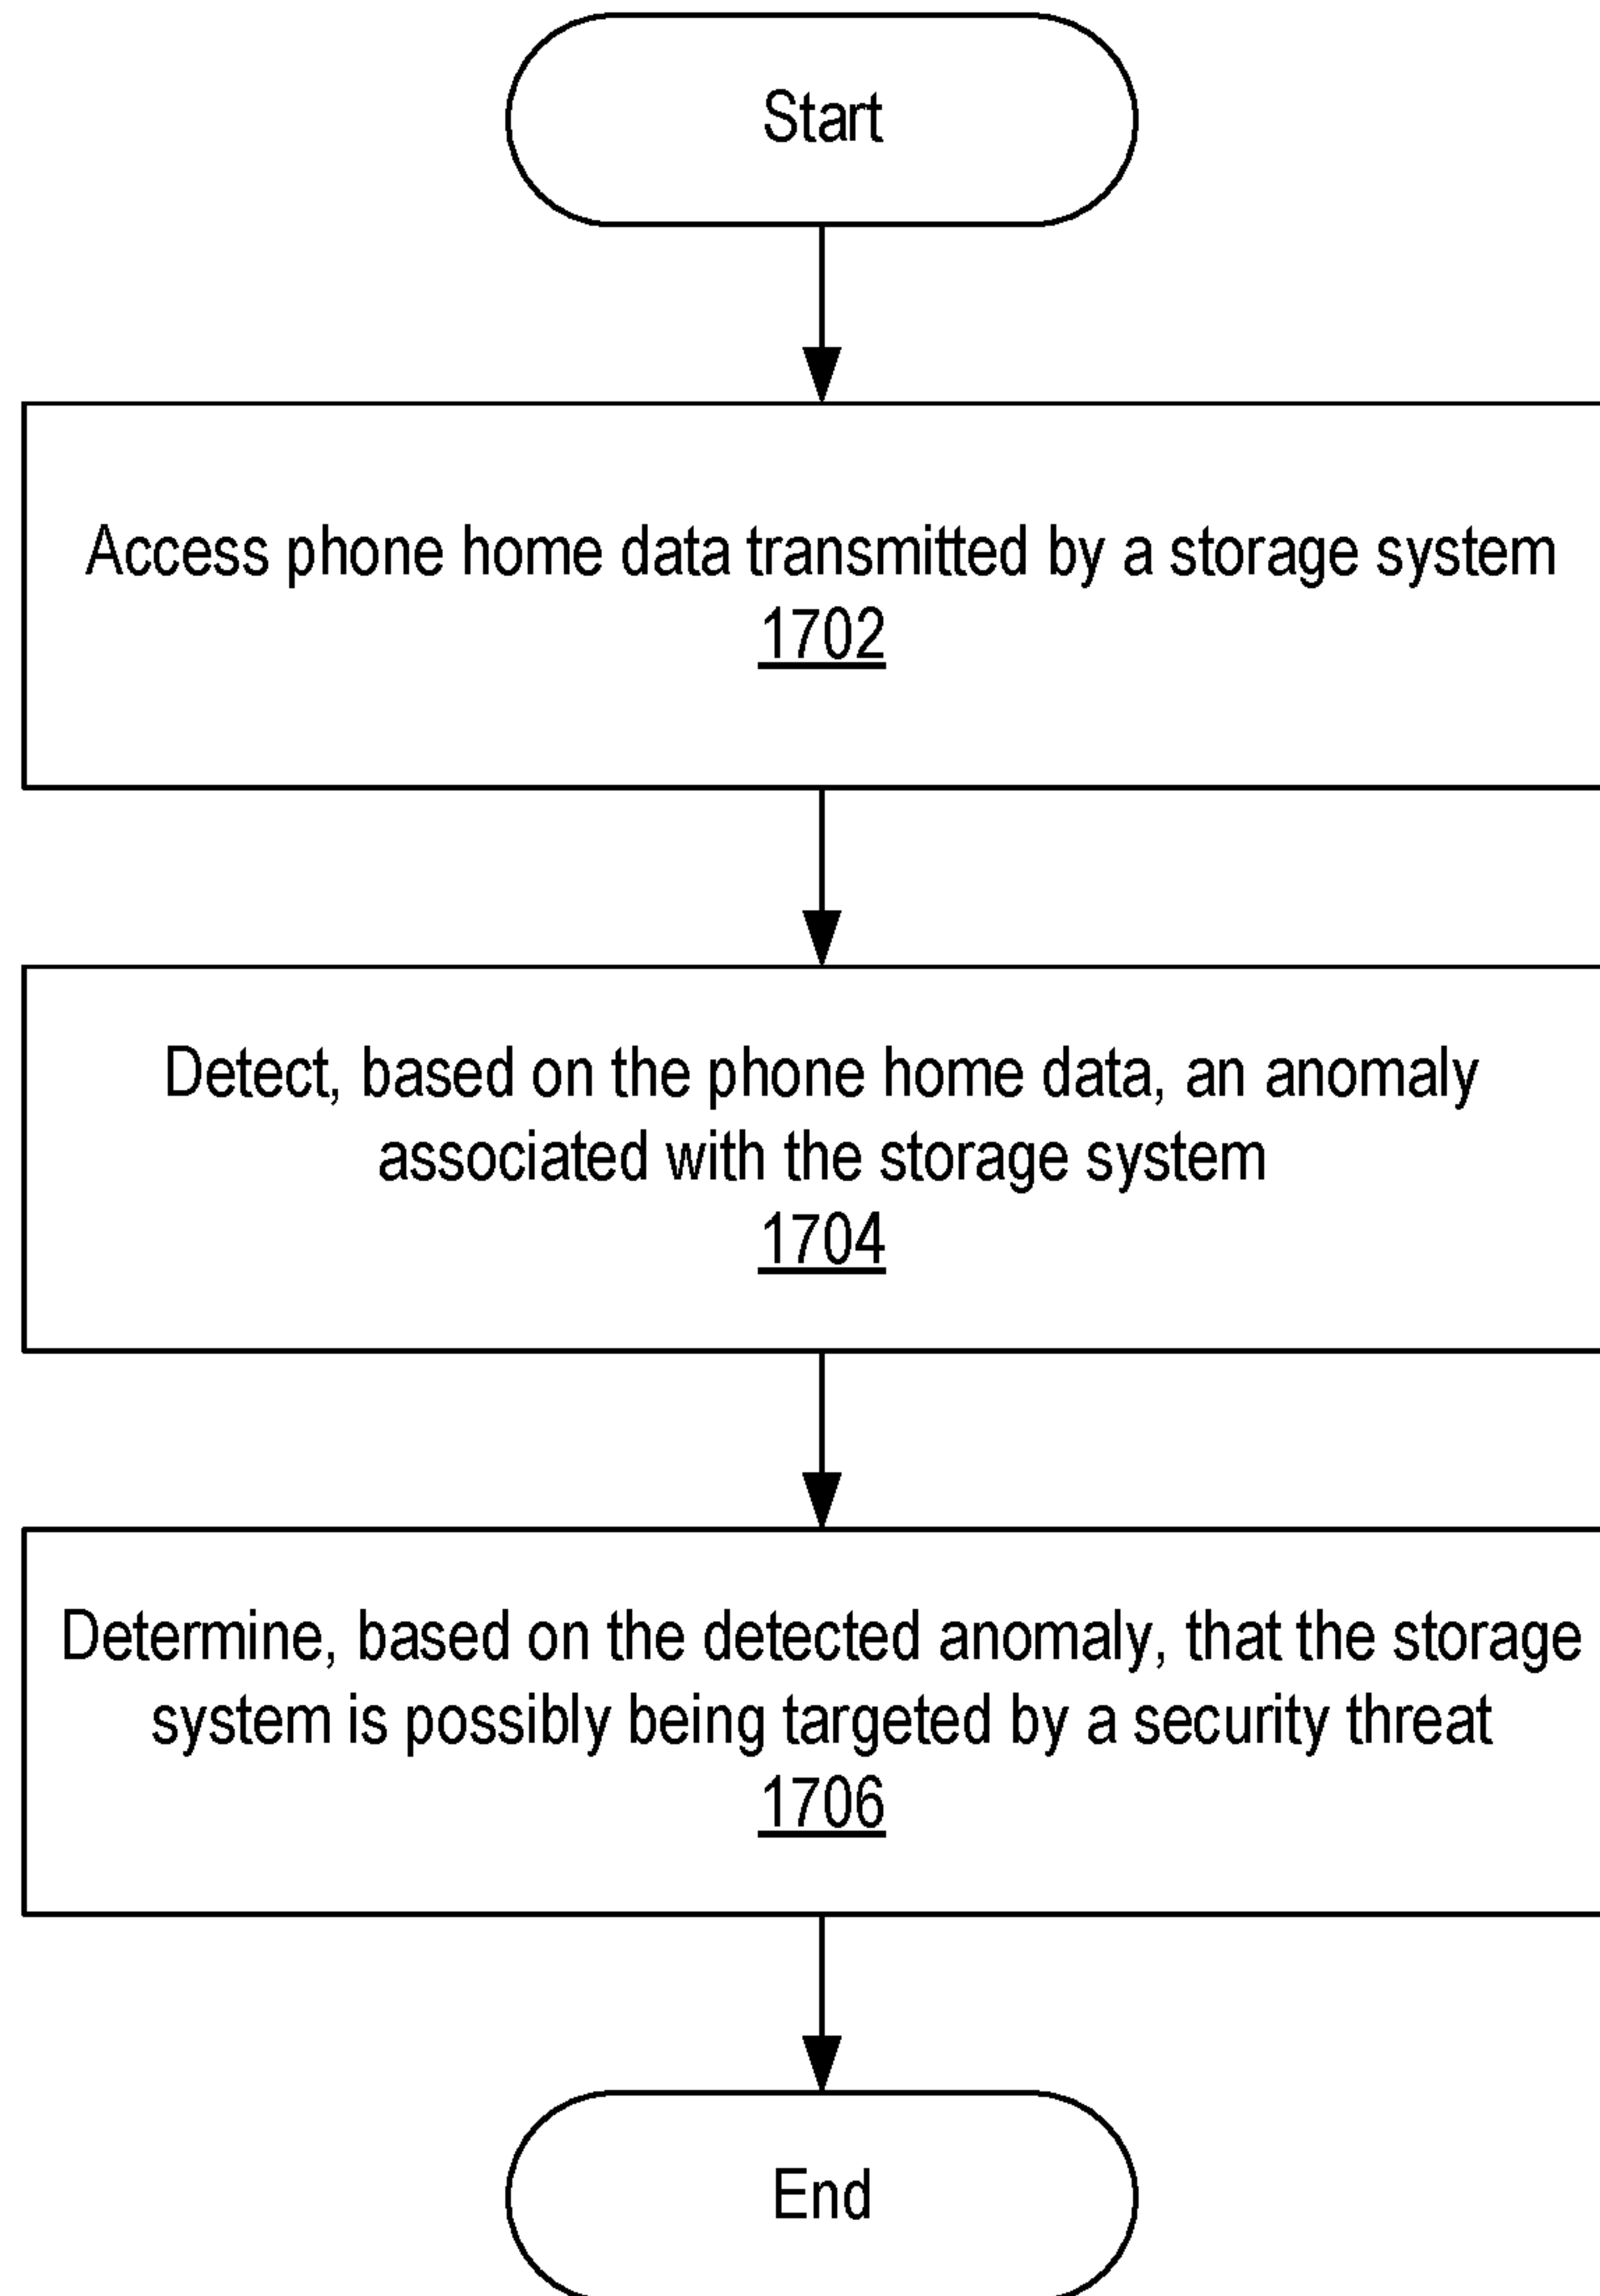 Start
Access phone home data transmitted by a storage system
1702
Detect, based on the phone home data, an anomaly
associated with the storage system
1704
Determine, based on the detected anomaly, that the storage
system is possibly being targeted by a security threat
1706
End